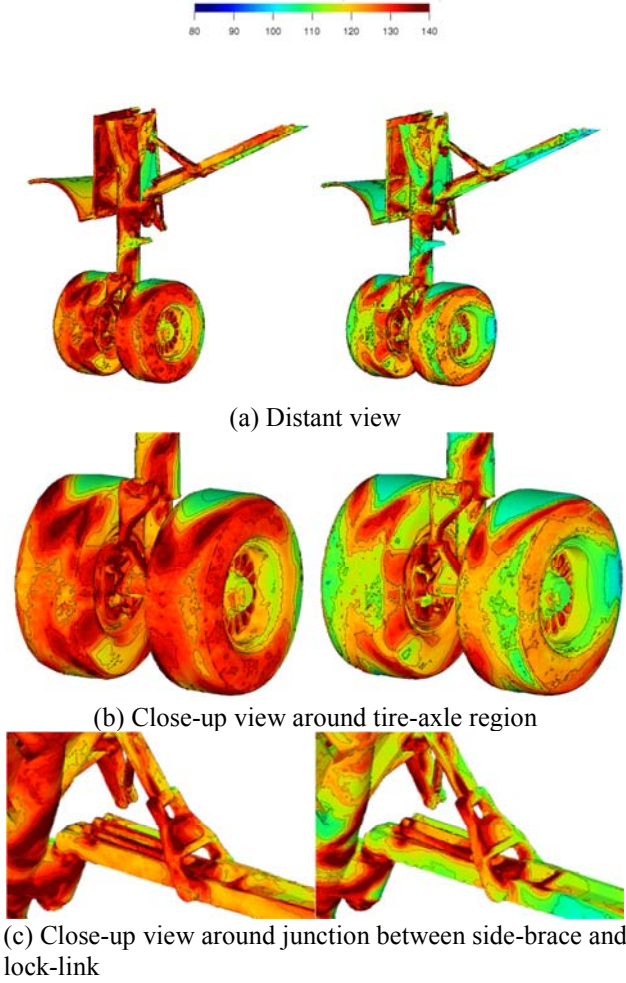 80 90 100 110 120 130 140
(a) Distant view
(b) Close-up view around tire-axle region
(c) Close-up view around junction between side-brace and
lock-link